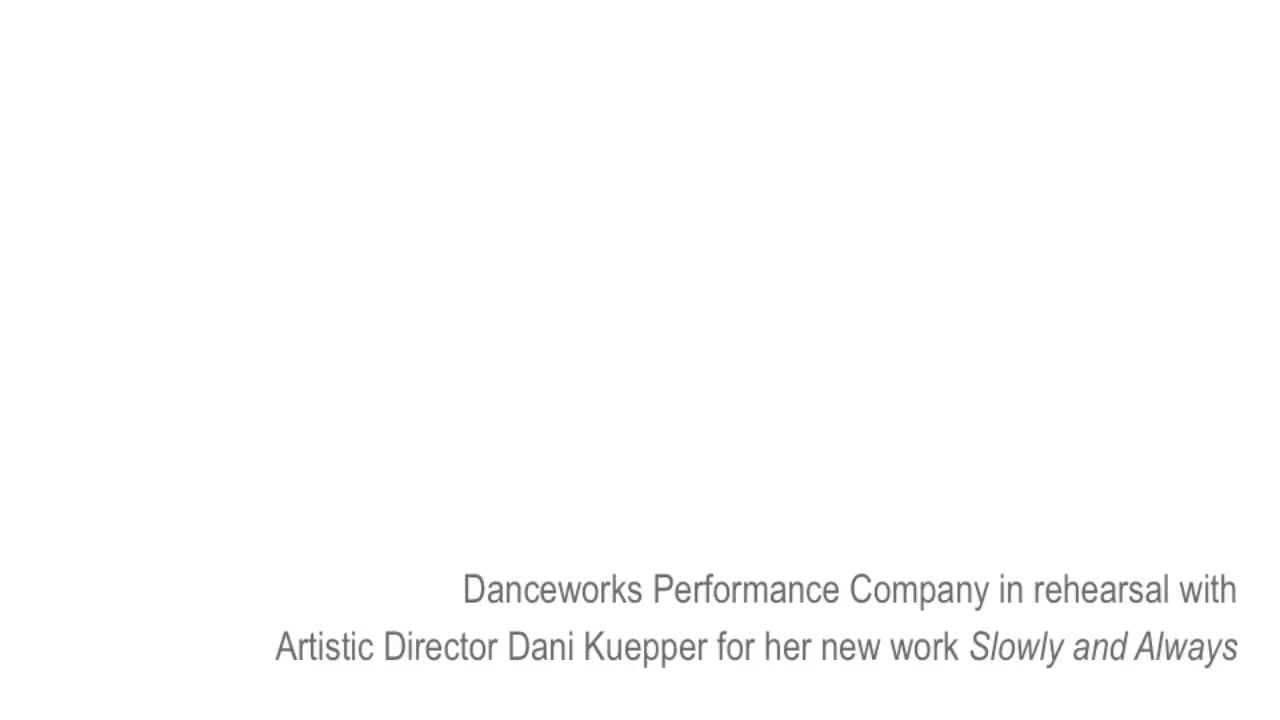 Danceworks Performance Company in rehearsal with
Artistic Director Dani Kuepper for her new work Slowly and Always